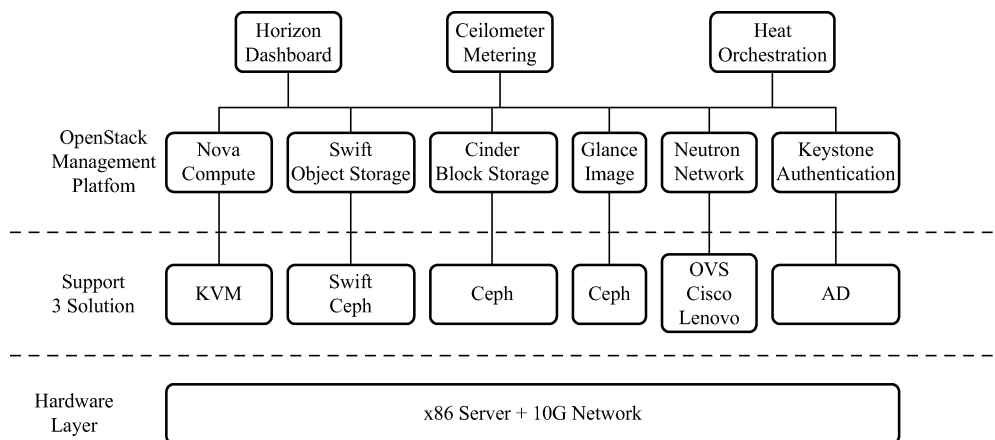 Horizon
Dashboard
Ceilometer
Metering
Heat
Orchestration
OpenStack
Management
Platfom
Nova
Compute
Swift
Object Storage
Cinder
Block Storage
Glance
Image
Neutron
Network
Keystone
Authentication
Support
3 Solution
KVM
Swift
Ceph
Ceph
Ceph
OVS
Cisco
Lenovo
AD
Hardware
Layer
x86 Server + 10G Network